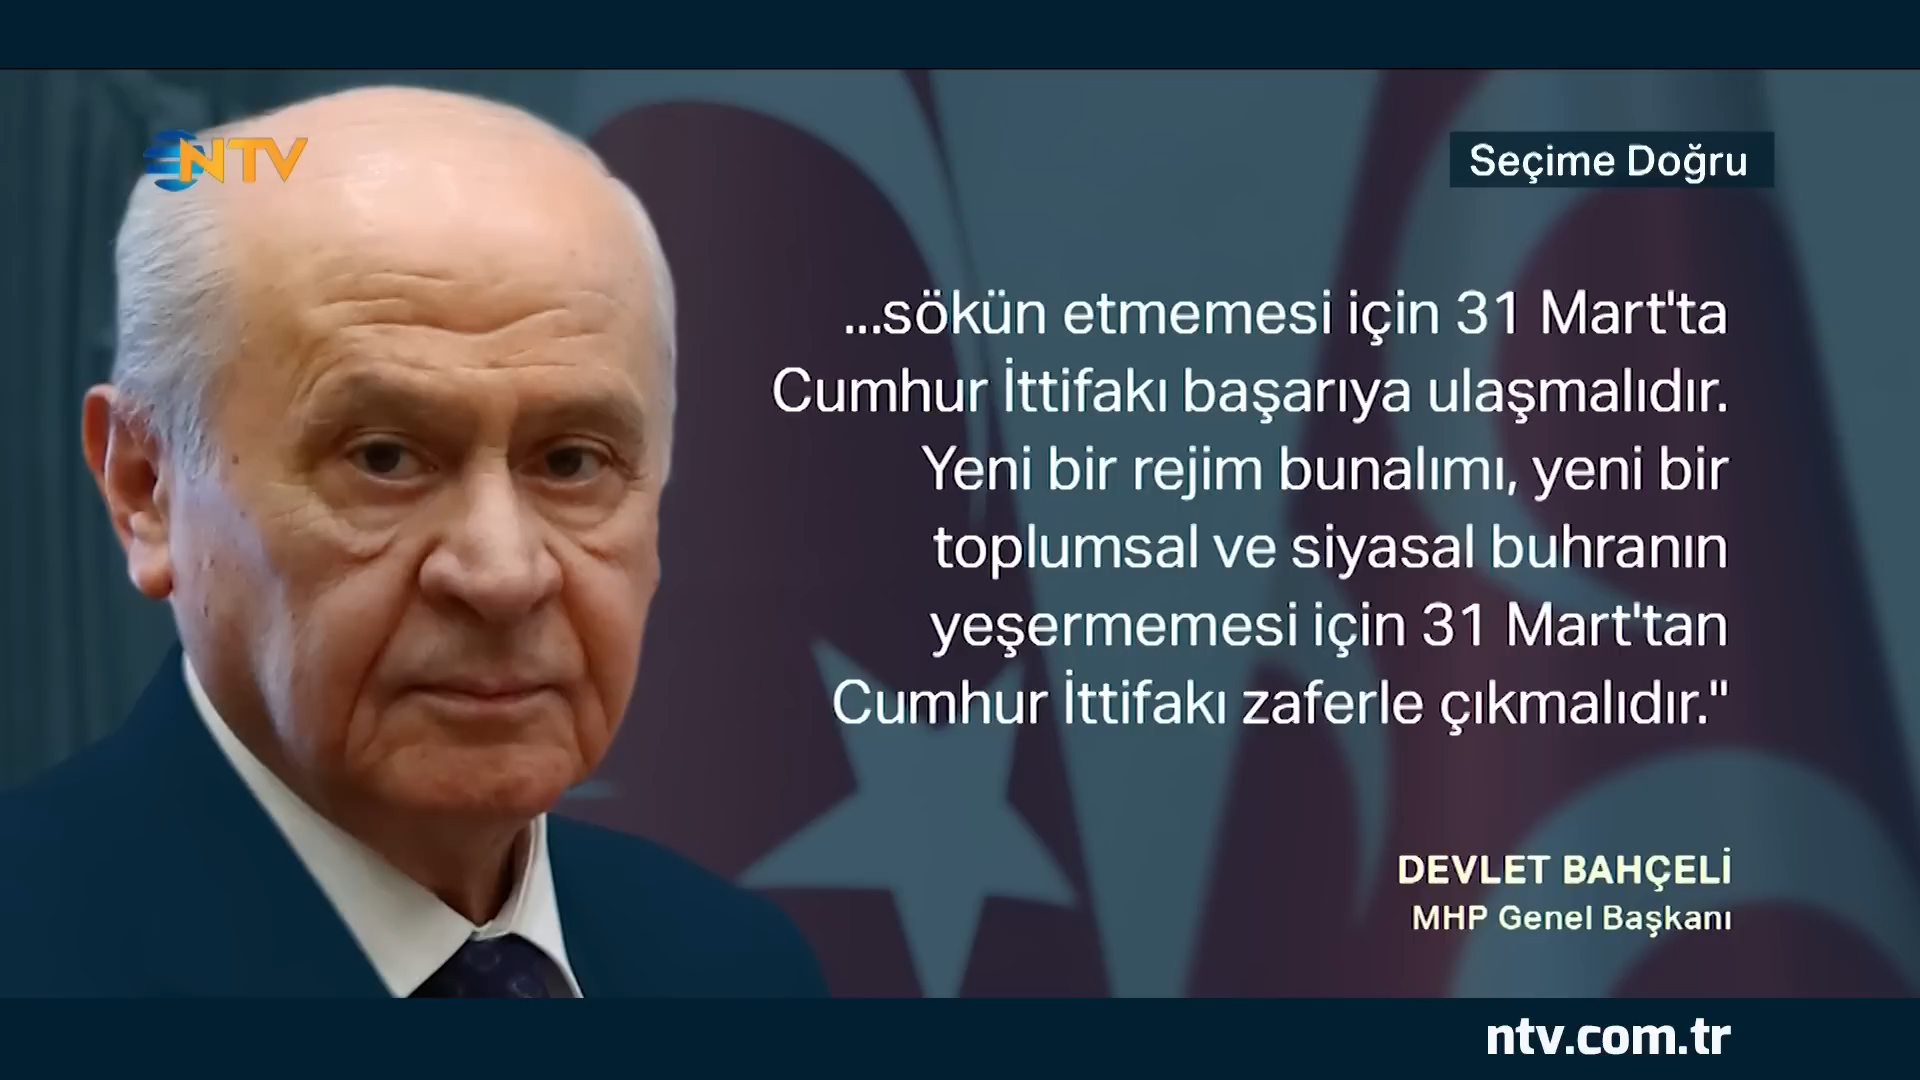 NTV
Seçime Doğru
...sökün etmemesi için 31 Mart'ta
Cumhur İttifakı başarıya ulaşmalıdır.
Yeni bir rejim bunalımı, yeni bir
toplumsal ve siyasal buhranın
yeşermemesi için 31 Mart'tan
Cumhur İttifakı zaferle çıkmalıdır."
DEVLET BAHÇELİ
MHP Genel Başkanı
ntv.com.tr